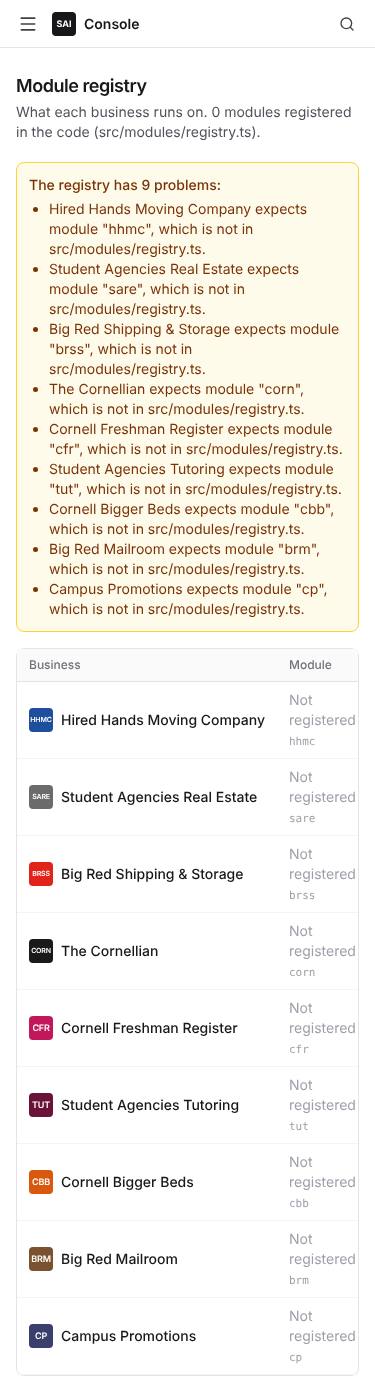 SAI Console
Module registry
What each business runs on. 0 modules registered
in the code (src/modules/registry.ts).
The registry has 9 problems:
• Hired Hands Moving Company expects
module "hhmc", which is not in
src/modules/registry.ts.
• Student Agencies Real Estate expects
module "sare", which is not in
src/modules/registry.ts.
• Big Red Shipping & Storage expects module
"brss", which is not in
src/modules/registry.ts.
• The Cornellian expects module "corn",
which is not in src/modules/registry.ts.
• Cornell Freshman Register expects module
"cfr", which is not in src/modules/registry.ts.
• Student Agencies Tutoring expects module
"tut", which is not in src/modules/registry.ts.
• Cornell Bigger Beds expects module "cbb",
which is not in src/modules/registry.ts.
• Big Red Mailroom expects module "brm",
which is not in src/modules/registry.ts.
• Campus Promotions expects module "cp",
which is not in src/modules/registry.ts.
Business Module
HHMC Hired Hands Moving Company
Not
registered
hhmc
SARE Student Agencies Real Estate
Not
registered
sare
BRSS Big Red Shipping & Storage
Not
registered
brss
CORN The Cornellian
Not
registered
corn
CFR Cornell Freshman Register
Not
registered
cfr
TUT Student Agencies Tutoring
Not
registered
tut
CBB Cornell Bigger Beds
Not
registered
cbb
BRM Big Red Mailroom
Not
registered
brm
CP Campus Promotions
Not
registered
cp